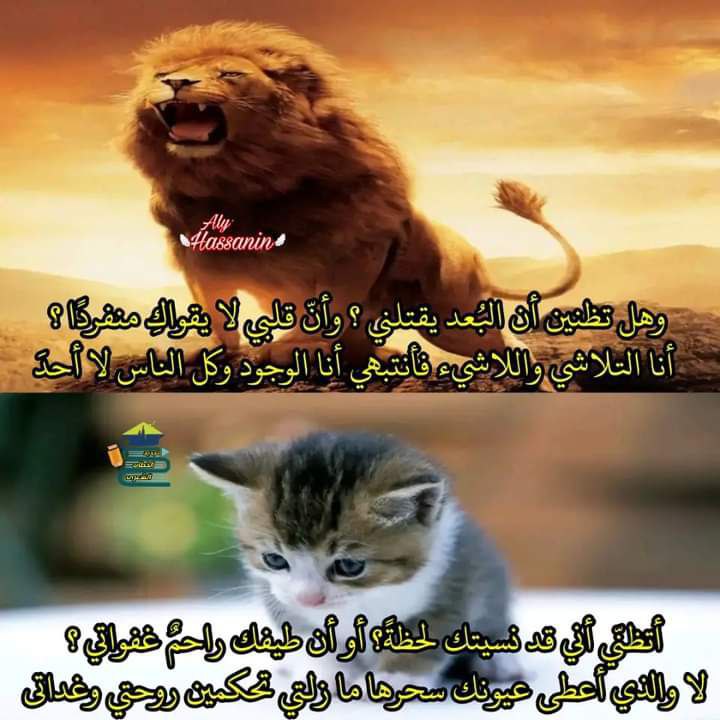 Aly
Hassanin
وهل تظنين أن البُعد يقتلني ؟ وأنّ قلبي لا يقواكِ منفردًا ؟
أنا التلاشي واللاشيء فأنتبهي أنا الوجود وكل الناس لا أحدَ
أتظنّي أني قد نسيتك لحظةً؟ أو أن طيفك راحمٌ غفواتي ؟
لا والذي أعطى عيونك سحرها ما زلتي تحكمين روحتي وغداتى